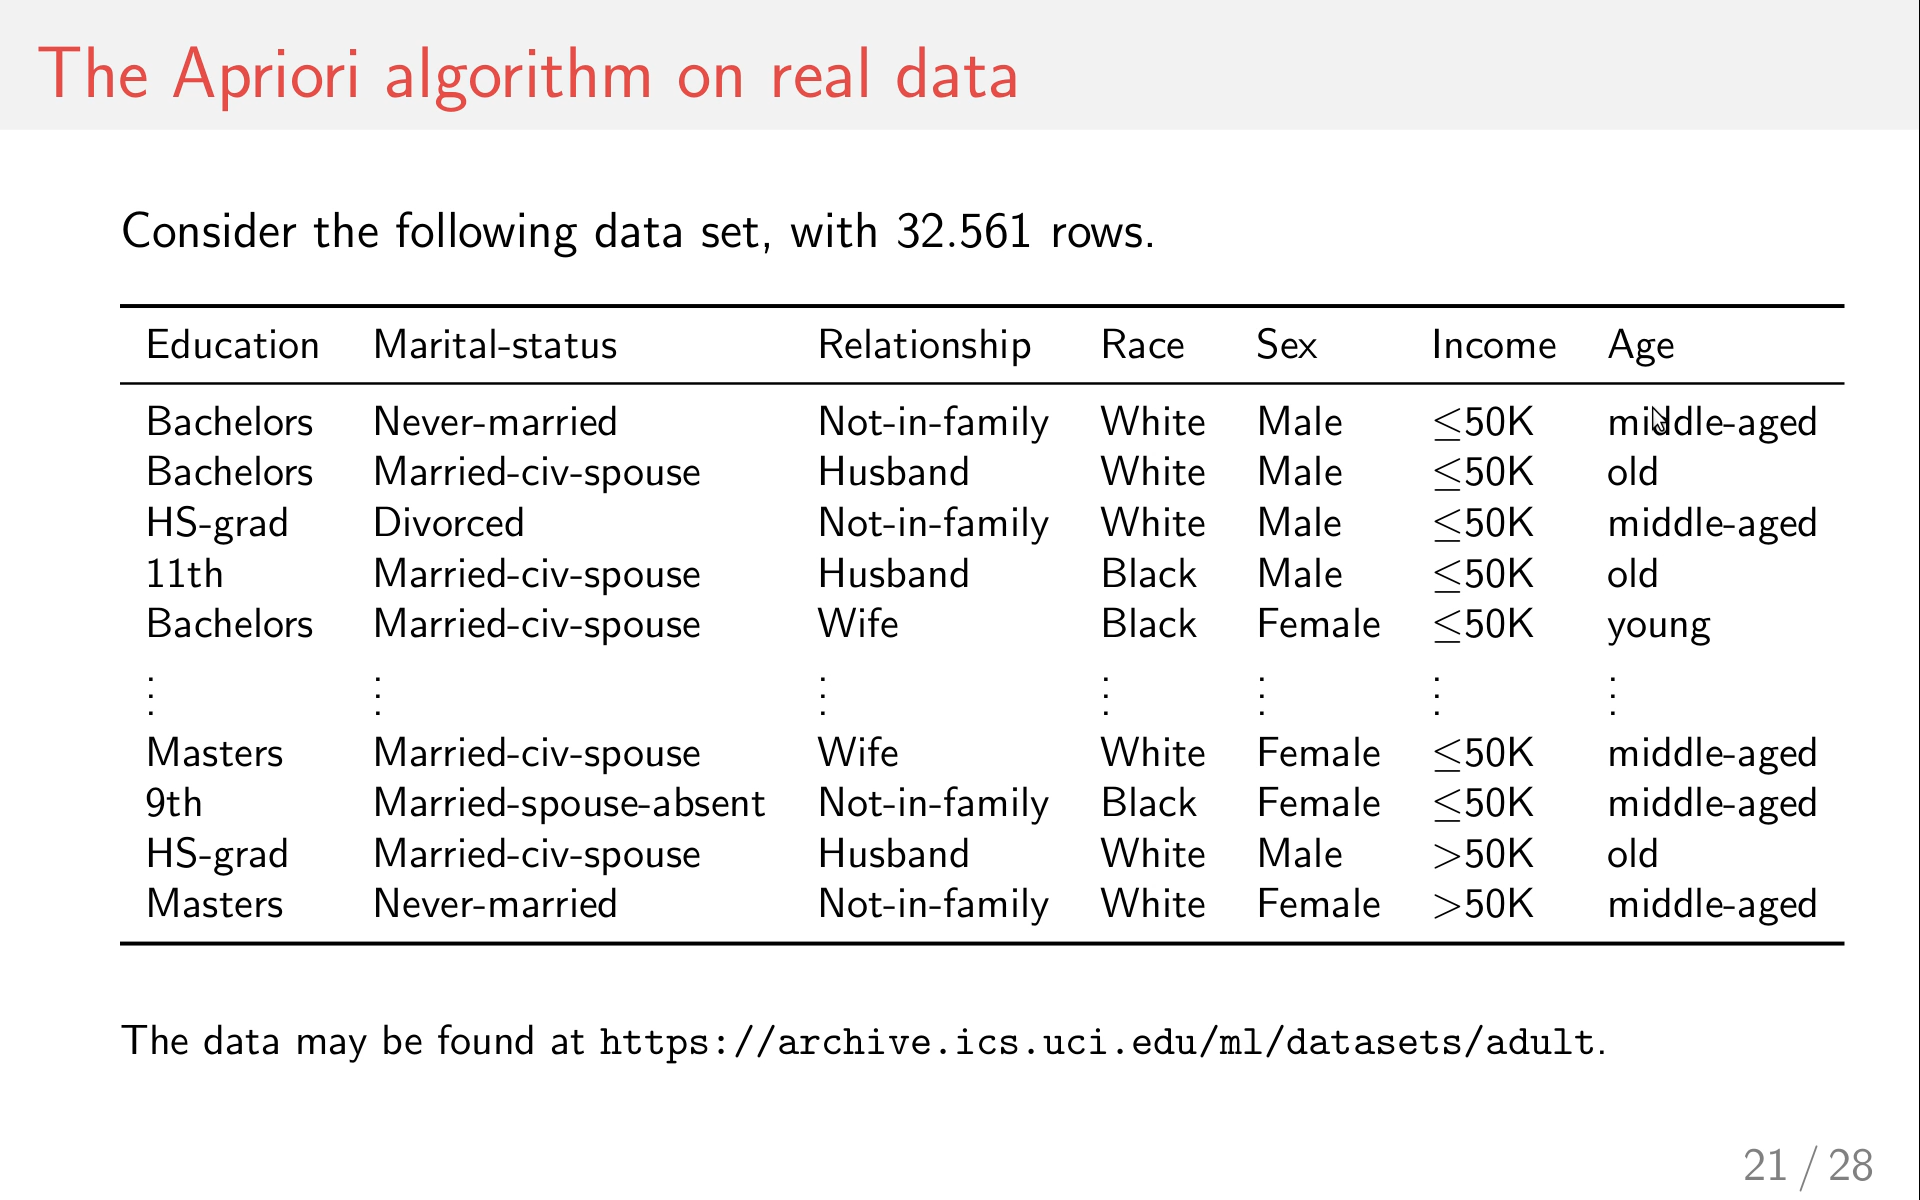 The Apriori algorithm on real data
Consider the following data set, with 32.561 rows.
Education Marital-status Relationship Race Sex Income Age
Bachelors Never-married Not-in-family White Male ≤50K middle-aged
Bachelors Married-civ-spouse Husband White Male ≤50K old
HS-grad Divorced Not-in-family White Male ≤50K middle-aged
11th Married-civ-spouse Husband Black Male ≤50K old
Bachelors Married-civ-spouse Wife Black Female ≤50K young
⋮ ⋮ ⋮ ⋮ ⋮ ⋮ ⋮
Masters Married-civ-spouse Wife White Female ≤50K middle-aged
9th Married-spouse-absent Not-in-family Black Female ≤50K middle-aged
HS-grad Married-civ-spouse Husband White Male >50K old
Masters Never-married Not-in-family White Female >50K middle-aged
The data may be found at https://archive.ics.uci.edu/ml/datasets/adult.
21 / 28